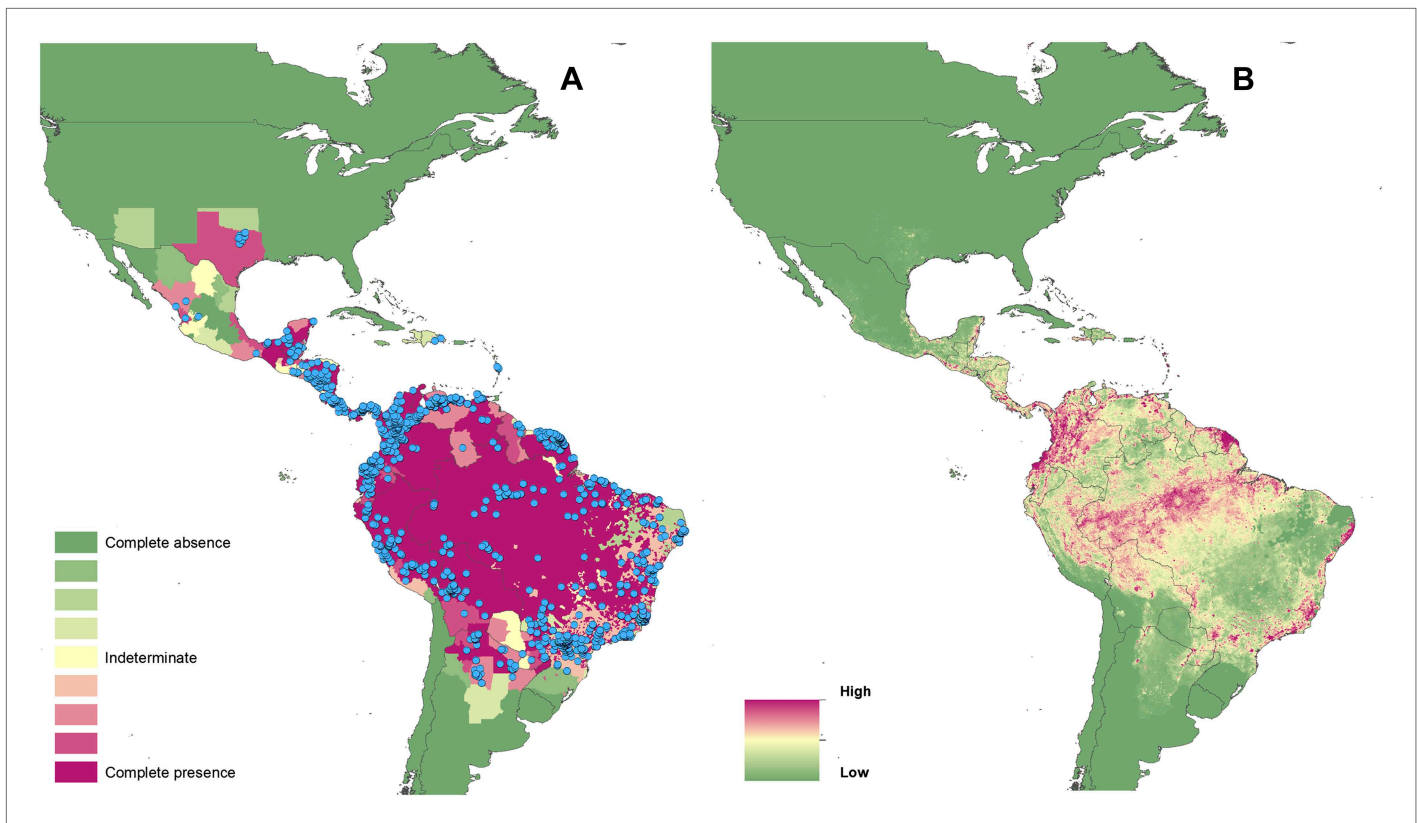 A
B
Complete absence
Indeterminate
Complete presence
High
Low